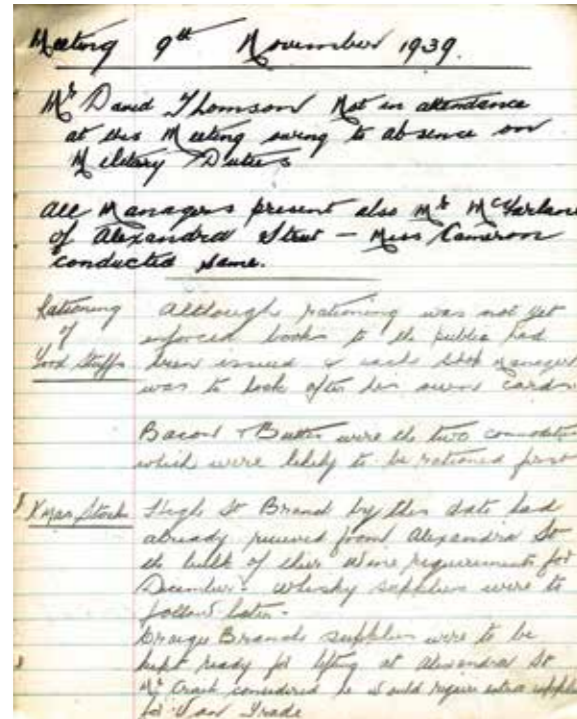 Meeting 9th November 1939.
Mr David Thomson Not in attendance
at this Meeting owing to absence on
Military Duties
All Managers present also Mr McFarlane
of Alexandra Street - Miss Cameron
conducted same.
Rationing Although rationing was not yet
of enforced books to the public had
Food Stuffs been issued & each Shop Manager
was to look after his own cards
Bacon & Butter were the two commodities
which were likely to be rationed first
Xmas Stock High St Branch by this date had
already received from Alexandra St
the bulk of their Wine requirements for
December. Whisky supplies were to
follow later.
Craigie Branch supplies were to be
kept ready for lifting at Alexandra St
Mr considered he would require extra supplies
for Van Trade